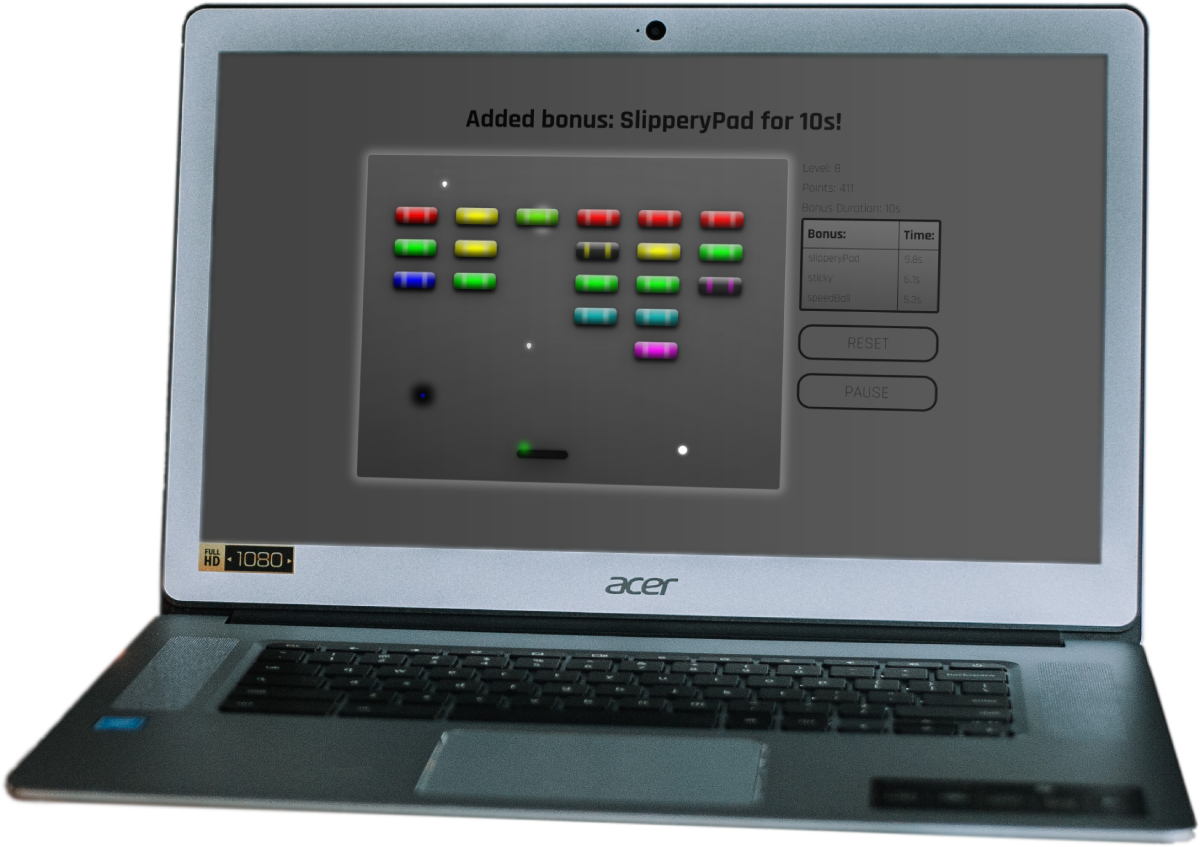 Added bonus: SlipperyPad for 10s!
Level: 8
Points: 411
Bonus Duration: 10s
Bonus: Time:
slipperyPad 9.8s
sticky 6.1s
speedBall 5.3s
RESET
PAUSE
FULL HD 1080
acer